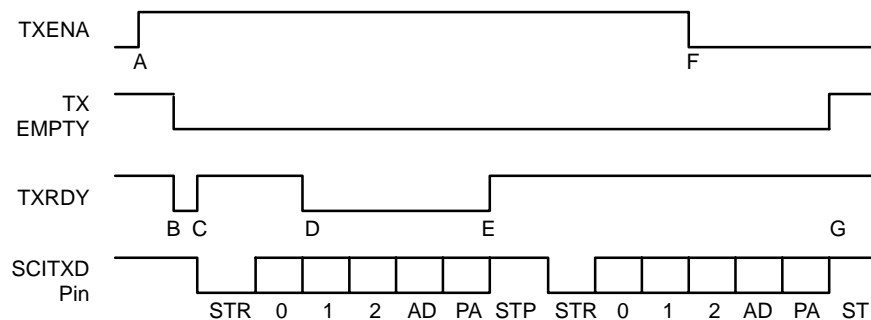 TXENA
A F
TX
EMPTY
TXRDY
B C D E G
SCITXD
Pin
STR 0 1 2 AD PA STP STR 0 1 2 AD PA ST